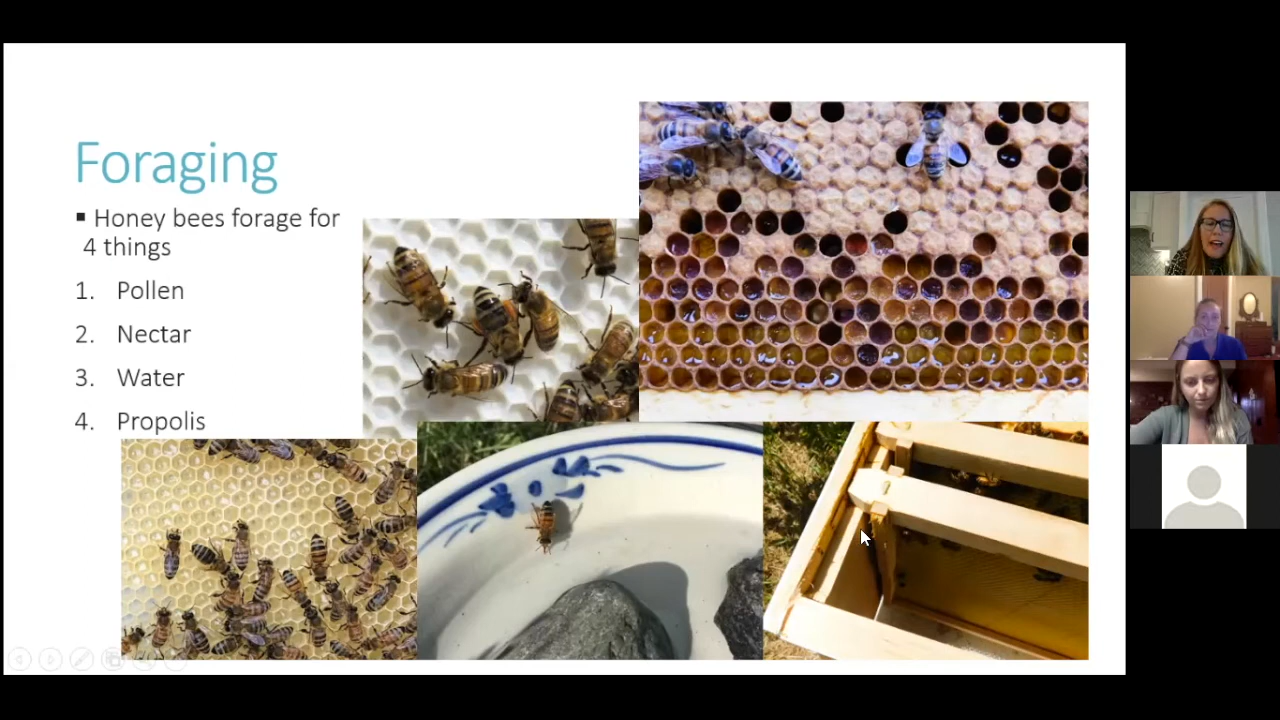 Foraging
▪ Honey bees forage for
4 things
1. Pollen
2. Nectar
3. Water
4. Propolis